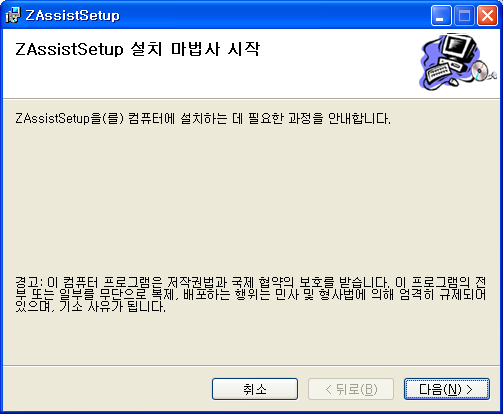 ZAssistSetup
ZAssistSetup 설치 마법사 시작
ZAssistSetup을(를) 컴퓨터에 설치하는 데 필요한 과정을 안내합니다.
경고: 이 컴퓨터 프로그램은 저작권법과 국제 협약의 보호를 받습니다. 이 프로그램의 전
부 또는 일부를 무단으로 복제, 배포하는 행위는 민사 및 형사법에 의해 엄격히 규제되어
있으며, 기소 사유가 됩니다.
취소 < 뒤로(B) 다음(N) >